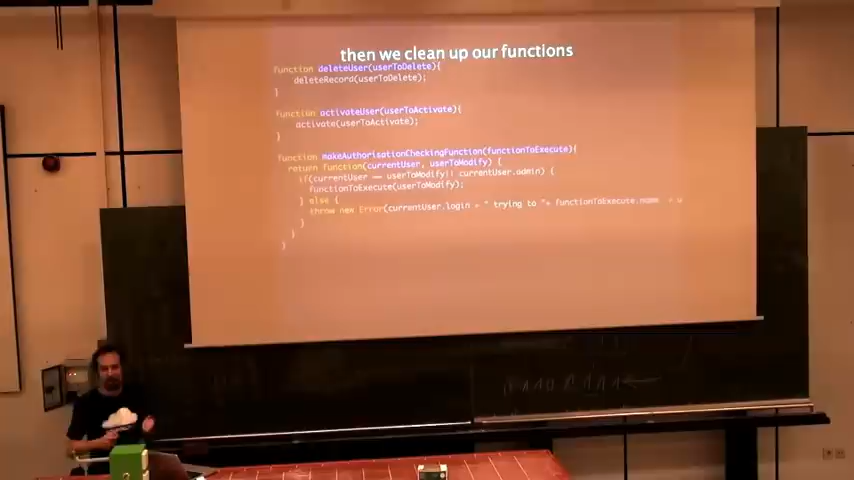 then we clean up our functions
function deleteUser(userToDelete){
deleteRecord(userToDelete);
}
function activateUser(userToActivate){
activate(userToActivate);
}
function makeAuthorisationCheckingFunction(functionToExecute){
return function(currentUser, userToModify) {
if(currentUser == userToModify|| currentUser.admin) {
functionToExecute(userToModify);
} else {
throw new Error(currentUser.login + " trying to "+ functionToExecute.name + u
}
}
}